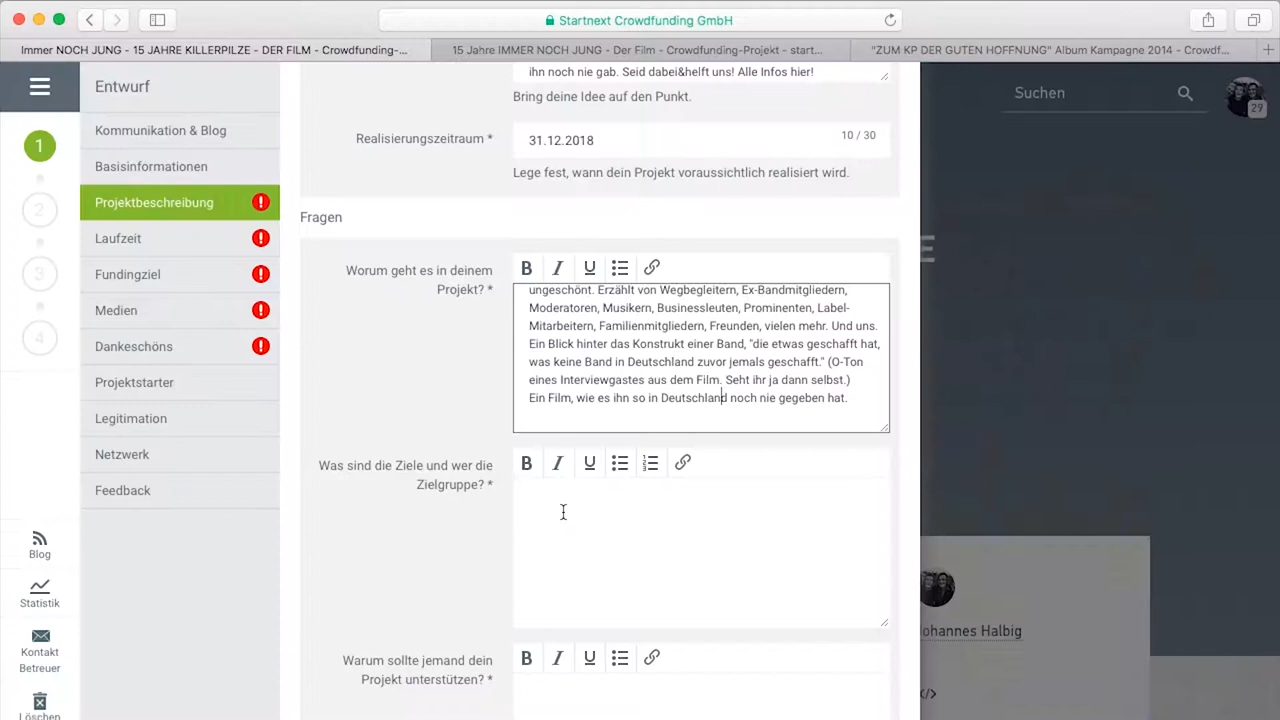 Startnext Crowdfunding GmbH
Immer NOCH JUNG - 15 JAHRE KILLERPILZE - DER FILM - Crowdfunding-...
15 Jahre IMMER NOCH JUNG - Der Film - Crowdfunding-Projekt - start...
"ZUM KP DER GUTEN HOFFNUNG" Album Kampagne 2014 - Crowdf...
Entwurf
Suchen
29
1
2
3
4
Kommunikation & Blog
Basisinformationen
Projektbeschreibung
Laufzeit
Fundingziel
Medien
Dankeschöns
Projektstarter
Legitimation
Netzwerk
Feedback
Blog
Statistik
Kontakt
Betreuer
Löschen
ihn noch nie gab. Seid dabei&helft uns! Alle Infos hier!
Bring deine Idee auf den Punkt.
Realisierungszeitraum *
31.12.2018
10 / 30
Lege fest, wann dein Projekt voraussichtlich realisiert wird.
Fragen
Worum geht es in deinem
Projekt? *
B I U
ungeschönt. Erzählt von Wegbegleitern, Ex-Bandmitgliedern,
Moderatoren, Musikern, Businessleuten, Prominenten, Label-
Mitarbeitern, Familienmitgliedern, Freunden, vielen mehr. Und uns.
Ein Blick hinter das Konstrukt einer Band, "die etwas geschafft hat,
was keine Band in Deutschland zuvor jemals geschafft." (O-Ton
eines Interviewgastes aus dem Film. Seht ihr ja dann selbst.)
Ein Film, wie es ihn so in Deutschland noch nie gegeben hat.
Was sind die Ziele und wer die
Zielgruppe? *
B I U
Warum sollte jemand dein
Projekt unterstützen? *
B I U
E
ohannes Halbig
</>